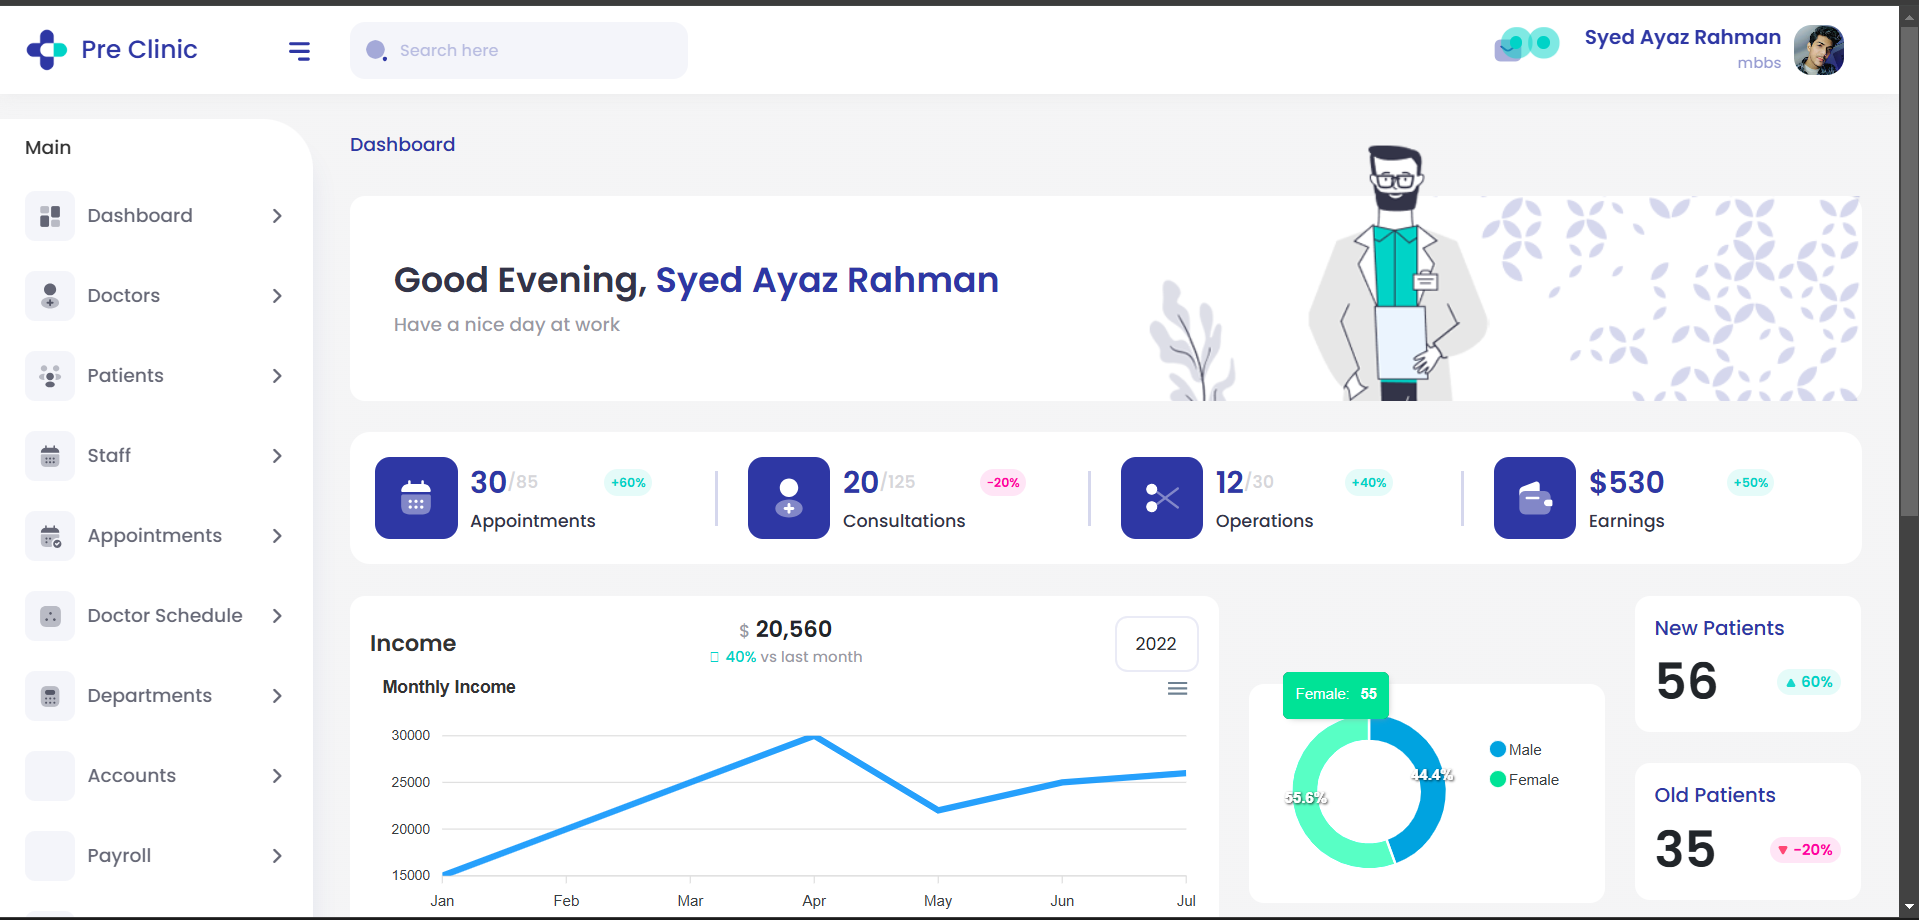 Pre Clinic
Search here
Syed Ayaz Rahman
mbbs
Main
Dashboard
Doctors
Patients
Staff
Appointments
Doctor Schedule
Departments
Accounts
Payroll
Dashboard
Good Evening, Syed Ayaz Rahman
Have a nice day at work
30/85 +60%
Appointments
20/125 -20%
Consultations
12/30 +40%
Operations
$530 +50%
Earnings
Income
$ 20,560
40% vs last month
2022
Monthly Income
30000
25000
20000
15000
Jan Feb Mar Apr May Jun Jul
Female: 55
44.4%
55.6%
Male
Female
New Patients
56 ▲ 60%
Old Patients
35 ▼ -20%